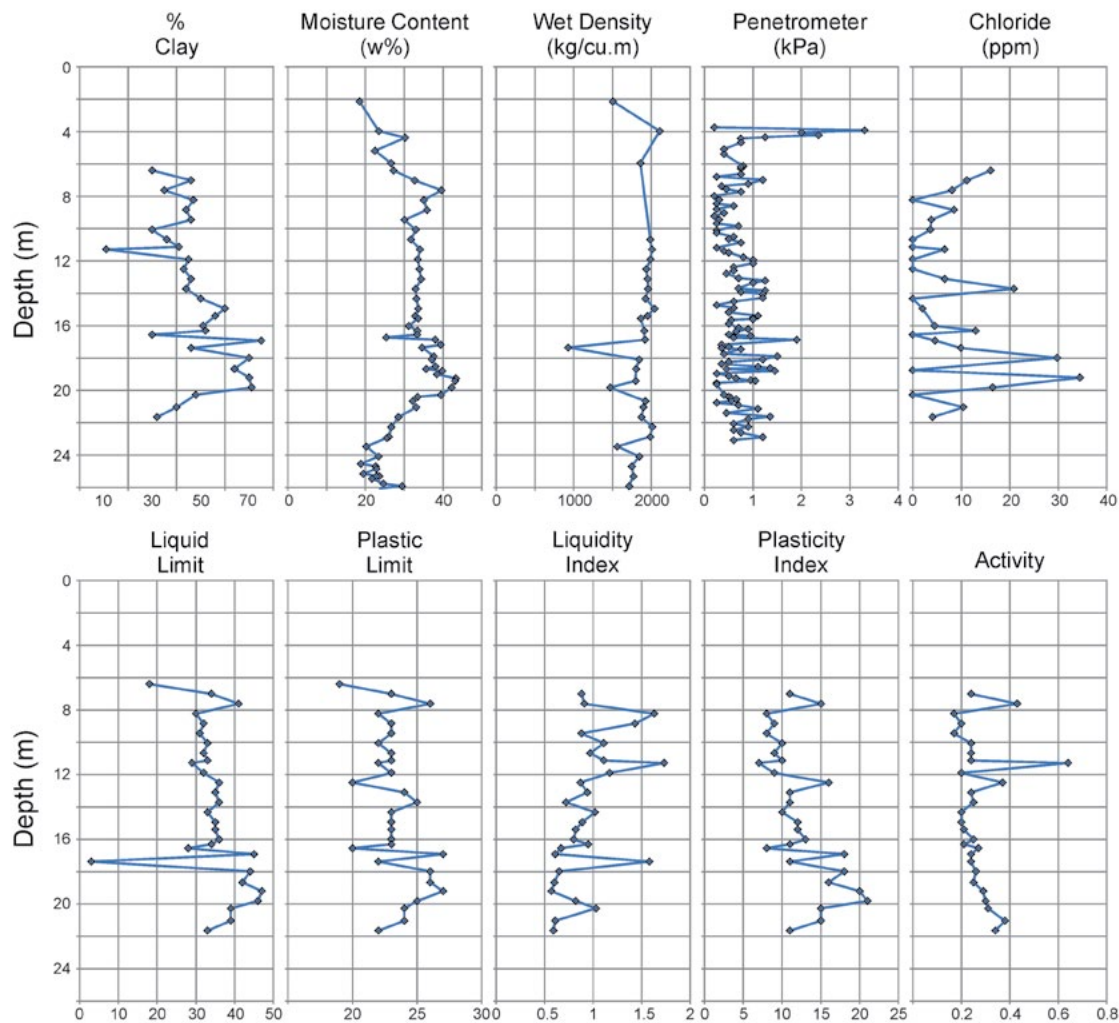 % Clay
Moisture Content (w%)
Wet Density (kg/cu.m)
Penetrometer (kPa)
Chloride (ppm)
Depth (m)
0
4
8
12
16
20
24
10 30 50 70
0 20 40
0 1000 2000
0 1 2 3 4
0 10 20 30 40
Liquid Limit
Plastic Limit
Liquidity Index
Plasticity Index
Activity
Depth (m)
0
4
8
12
16
20
24
0 10 20 30 40 50
15 20 25 30
0 0.5 1 1.5 2
0 5 10 15 20 25
0 0.2 0.4 0.6 0.8